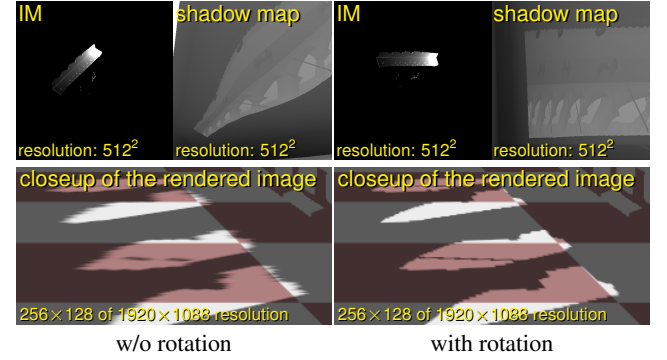 IM
shadow map
IM
shadow map
resolution: 512²
resolution: 512²
resolution: 512²
resolution: 512²
closeup of the rendered image
closeup of the rendered image
256×128 of 1920×1088 resolution
256×128 of 1920×1088 resolution
w/o rotation
with rotation